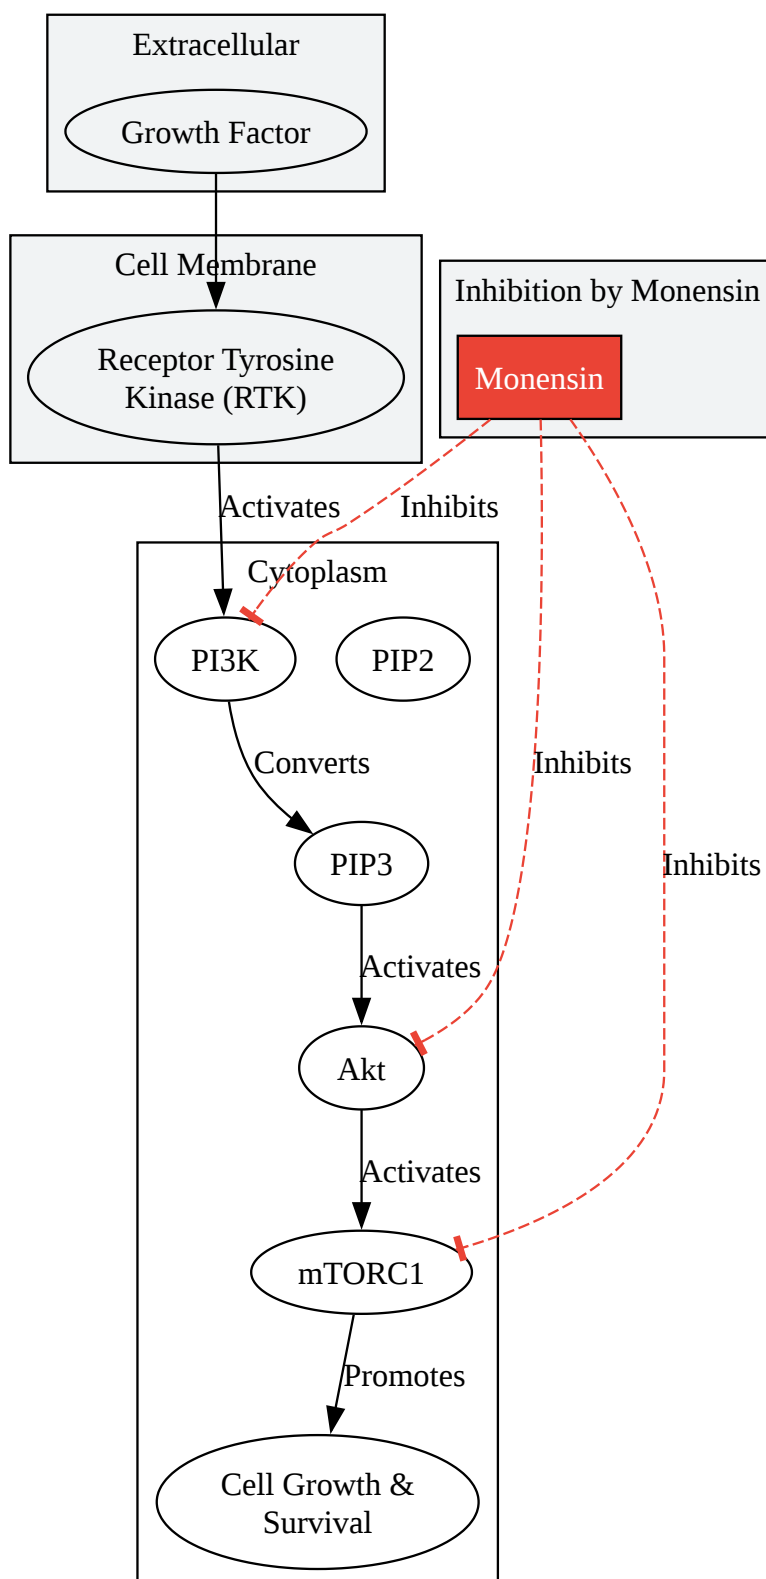 Extracellular
Growth Factor
Cell Membrane
Receptor Tyrosine
Kinase (RTK)
Inhibition by Monensin
Monensin
Activates
Inhibits
Cytoplasm
PI3K
PIP2
Converts
Inhibits
PIP3
Inhibits
Activates
Akt
Activates
mTORC1
Promotes
Cell Growth &
Survival